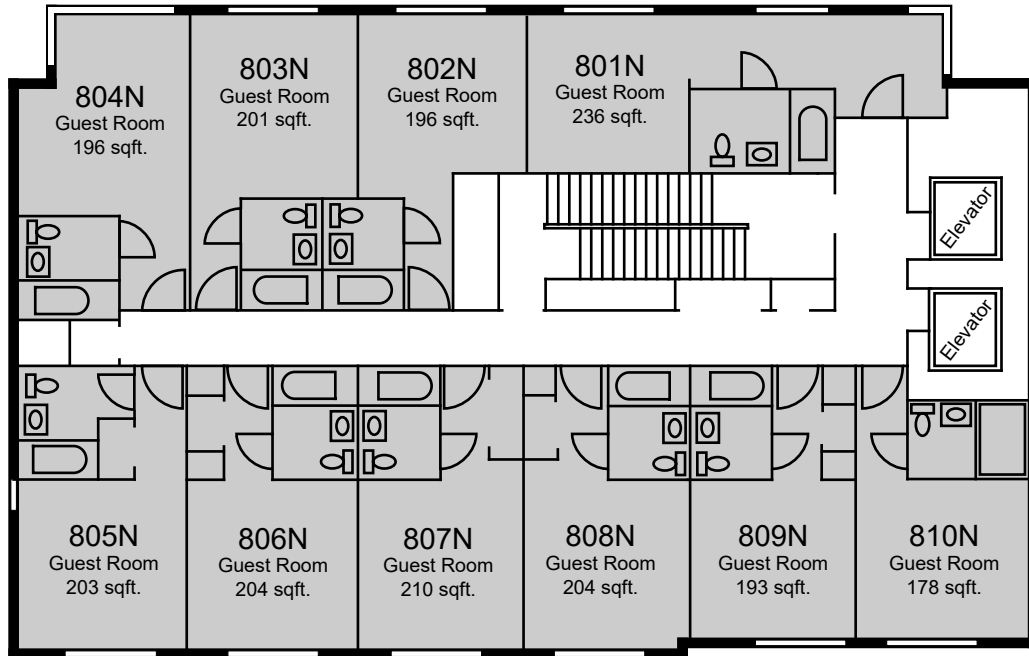 804N
Guest Room
196 sqft.
803N
Guest Room
201 sqft.
802N
Guest Room
196 sqft.
801N
Guest Room
236 sqft.
Elevator
Elevator
805N
Guest Room
203 sqft.
806N
Guest Room
204 sqft.
807N
Guest Room
210 sqft.
808N
Guest Room
204 sqft.
809N
Guest Room
193 sqft.
810N
Guest Room
178 sqft.